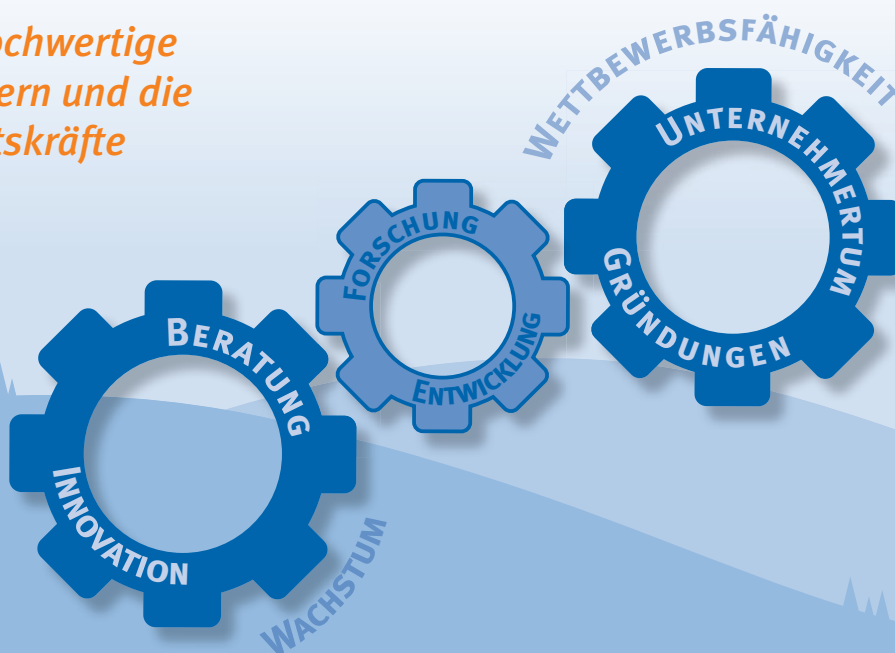 ochwertige
ern und die
tskräfte
WETTBEWERBSFÄHIGKEIT
UNTERNEHMERTUM
GRÜNDUNGEN
FORSCHUNG
ENTWICKLUNG
BERATUNG
INNOVATION
WACHSTUM